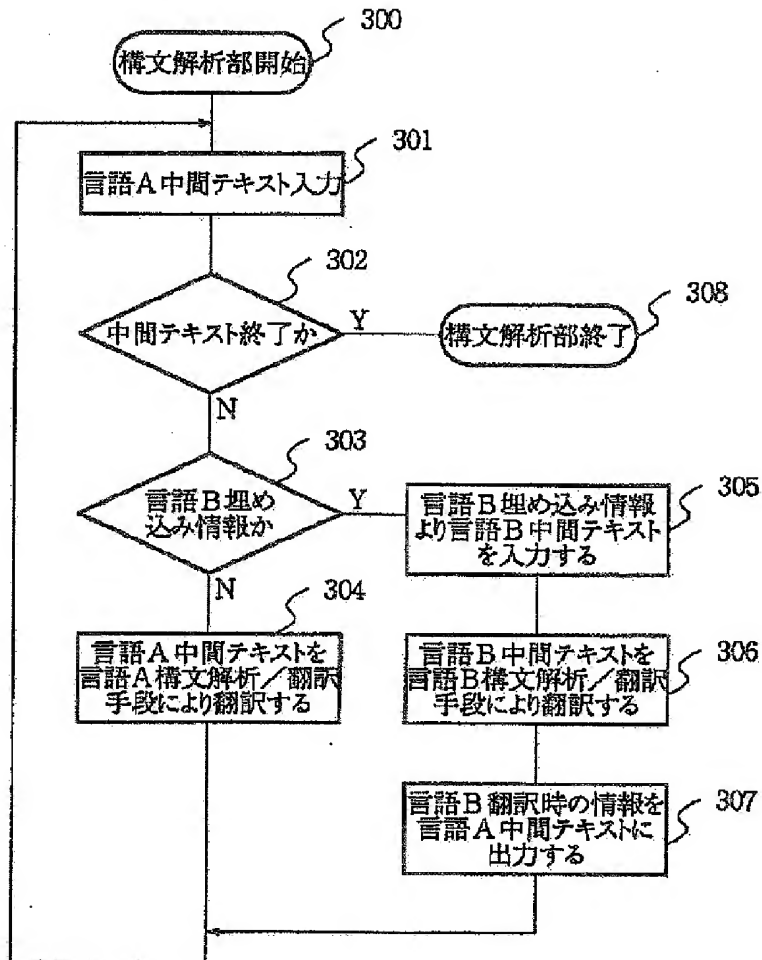 300
構文解析部開始
301
言語A中間テキスト入力
302
中間テキスト終了か
Y
308
構文解析部終了
N
303
言語B埋め
込み情報か
Y
305
言語B埋め込み情報
より言語B中間テキスト
を入力する
N
304
言語A中間テキストを
言語A構文解析／翻訳
手段により翻訳する
306
言語B中間テキストを
言語B構文解析／翻訳
手段により翻訳する
307
言語B翻訳時の情報を
言語A中間テキストに
出力する